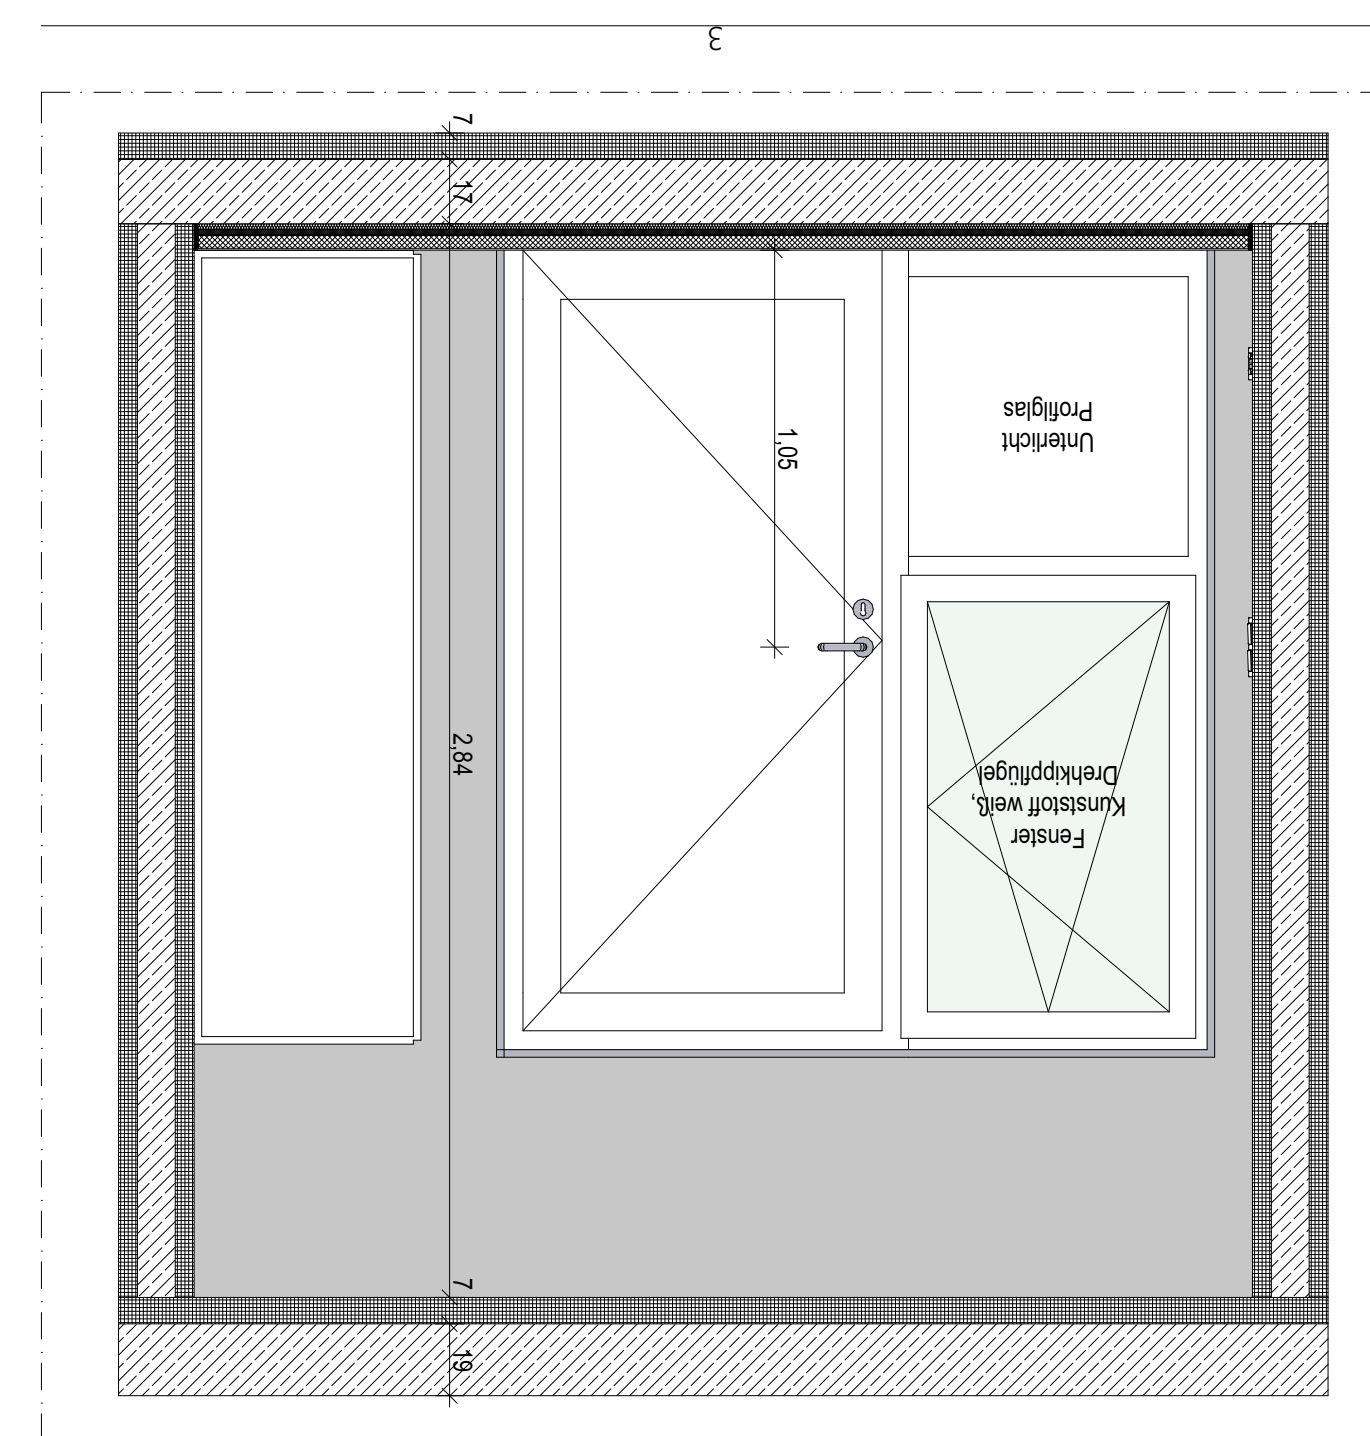 3
7
17
1,05
Unterlicht
Profilglas
2,84
Fenster
Kunststoff weiß,
Drehkippflügel
7
19